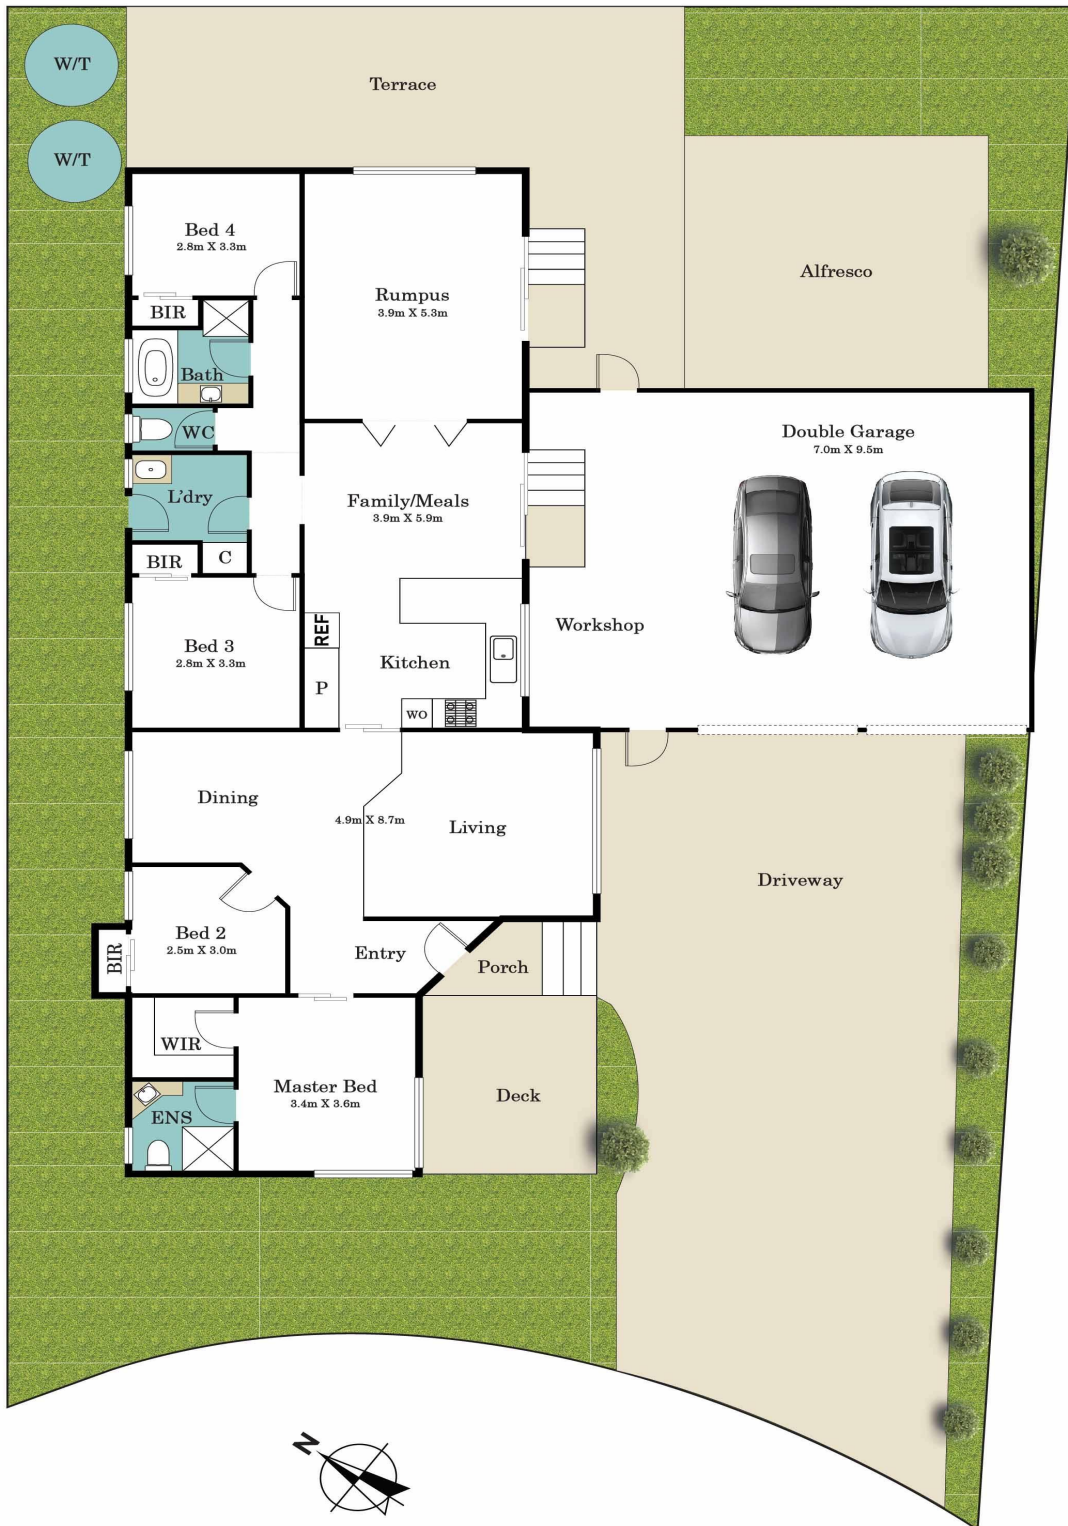 W/T
Terrace
W/T
Bed 4
2.8m X 3.3m
Rumpus
3.9m X 5.3m
Alfresco
BIR
Bath
WC
Double Garage
7.0m X 9.5m
L'dry
Family/Meals
3.9m X 5.9m
BIR
C
Bed 3
2.8m X 3.3m
REF
P
Kitchen
WO
Workshop
Dining
4.9m X 8.7m
Living
Driveway
Bed 2
2.5m X 3.0m
BIR
Entry
Porch
WIR
Master Bed
3.4m X 3.6m
Deck
ENS
N